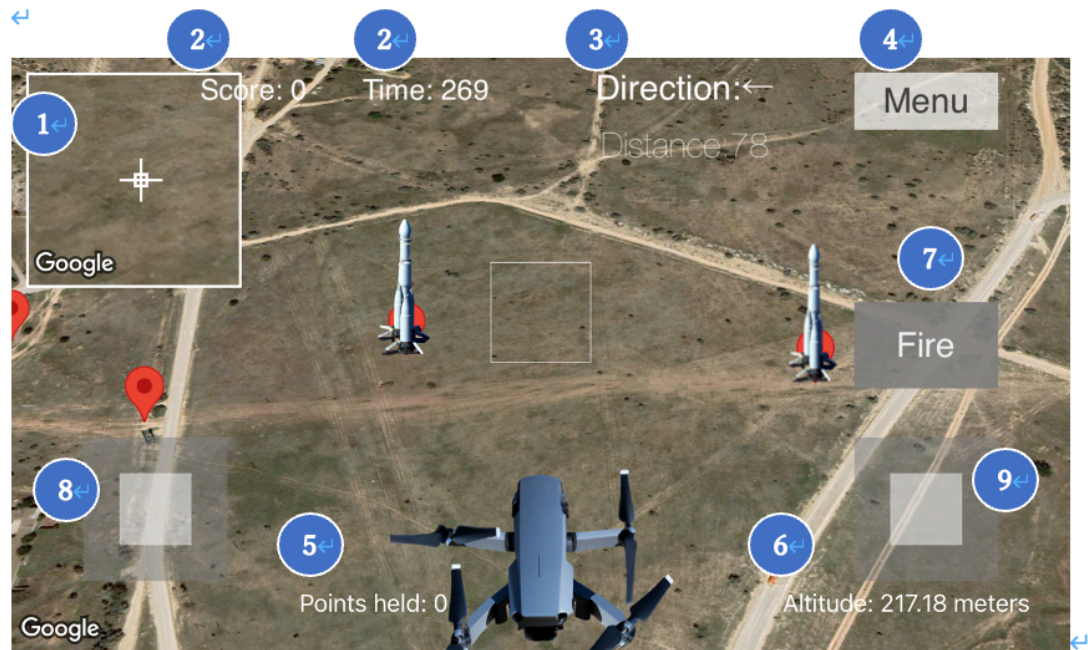 2
2
3
4
Score: 0
Time: 269
Direction:←
Menu
1
Distance 78
Google
7
Fire
8
9
5
6
Points held: 0
Altitude: 217.18 meters
Google